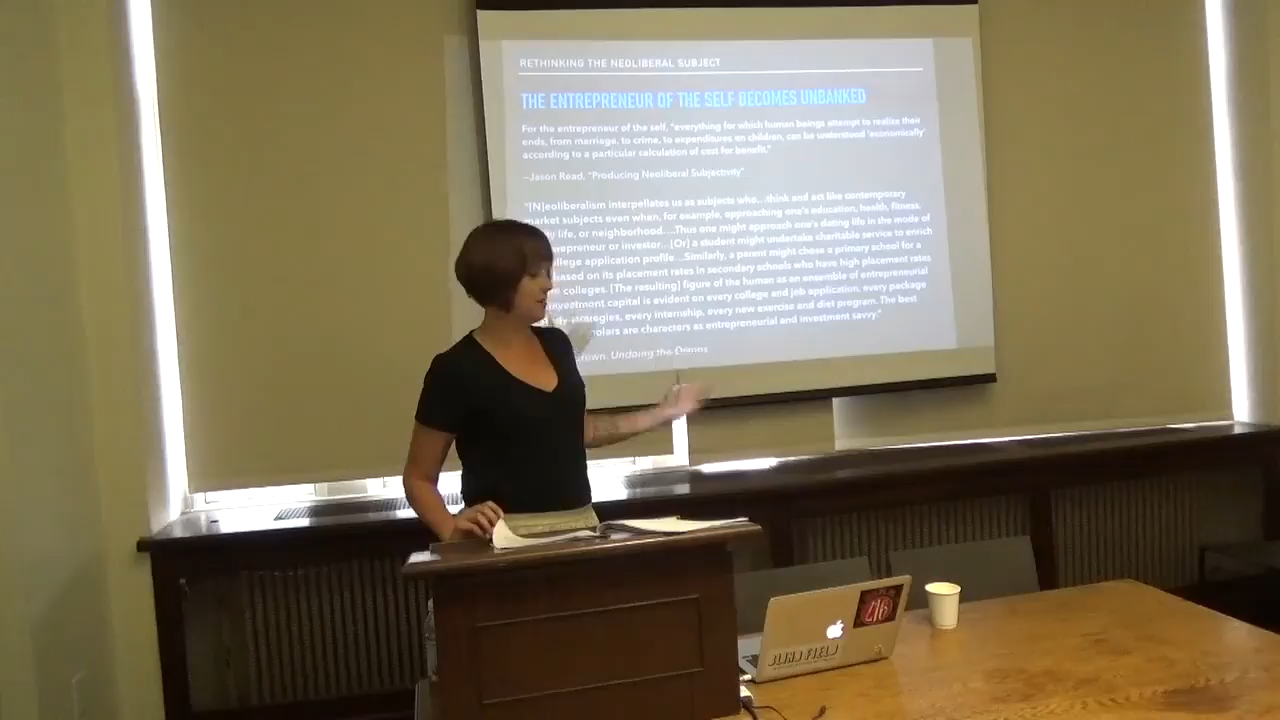 RETHINKING THE NEOLIBERAL SUBJECT
THE ENTREPRENEUR OF THE SELF BECOMES UNBANKED
For the entrepreneur of the self, "everything for which human beings attempt to realize their
ends, from marriage, to crime, to expenditures on children, can be understood 'economically'
according to a particular calculation of cost for benefit."
—Jason Read, "Producing Neoliberal Subjectivity"
"[N]eoliberalism interpellates us as subjects who...think and act like contemporary
market subjects even when, for example, approaching one's education, health, fitness,
life, or neighborhood....Thus one might approach one's dating life in the mode of
repreneur or investor...[Or] a student might undertake charitable service to enrich
llege application profile...Similarly, a parent might chose a primary school for a
based on its placement rates in secondary schools who have high placement rates
colleges. [The resulting] figure of the human as an ensemble of entrepreneurial
nvestment capital is evident on every college and job application, every package
strategies, every internship, every new exercise and diet program. The best
holars are characters as entrepreneurial and investment savvy."
rown, Undoing the Demos
BLIND FIELD